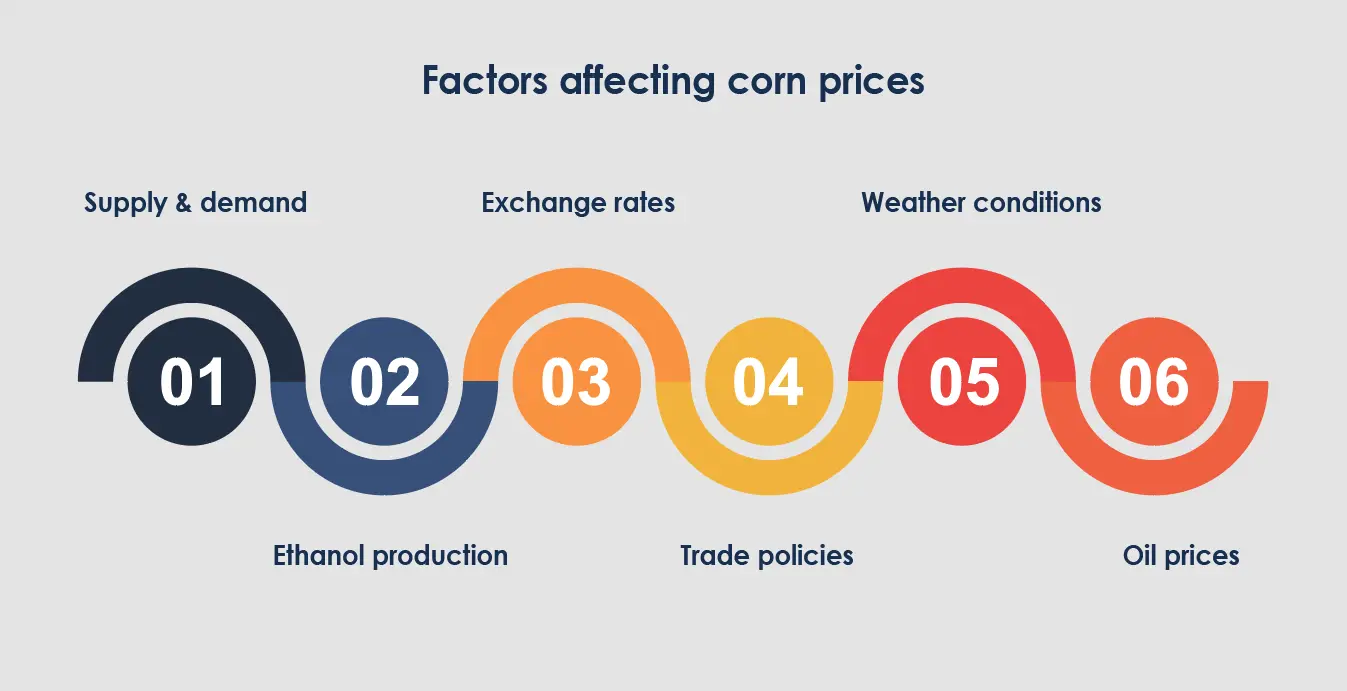 Factors affecting corn prices
Supply & demand
Exchange rates
Weather conditions
01
02
03
04
05
06
Ethanol production
Trade policies
Oil prices